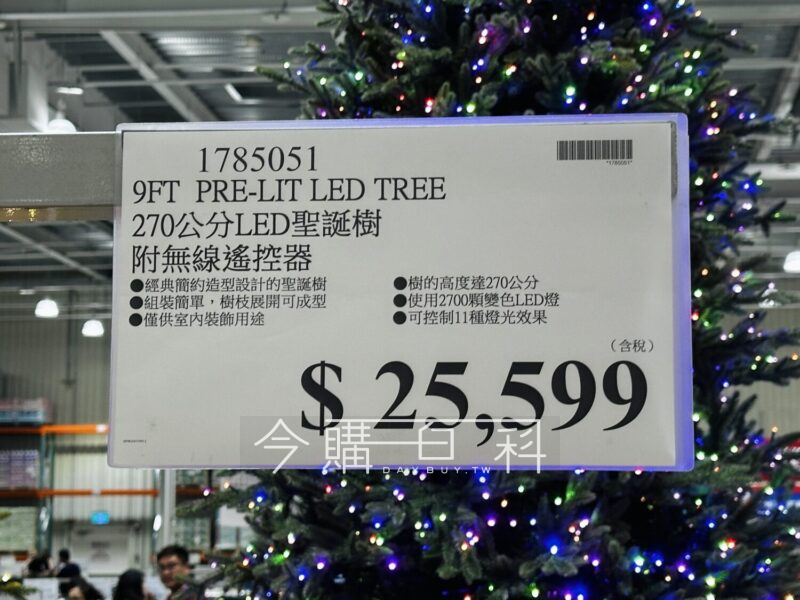 1785051
*1785051*
9FT PRE-LIT LED TREE
270公分LED聖誕樹
附無線遙控器
●經典簡約造型設計的聖誕樹
●組裝簡單，樹枝展開可成型
●僅供室內裝飾用途
●樹的高度達270公分
●使用2700顆變色LED燈
●可控制11種燈光效果
（含稅）
$ 25,599
今購百科
DAYBUY.TW